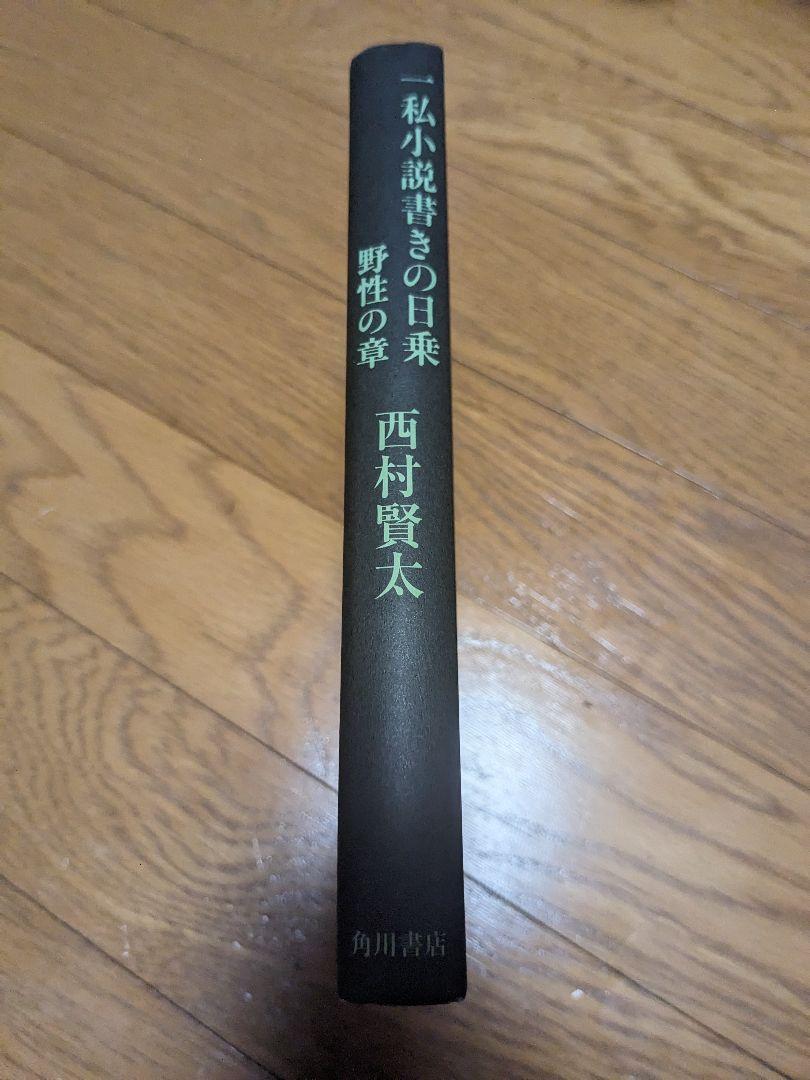 一私小説書きの日乗
野性の章
西村賢太
角川書店